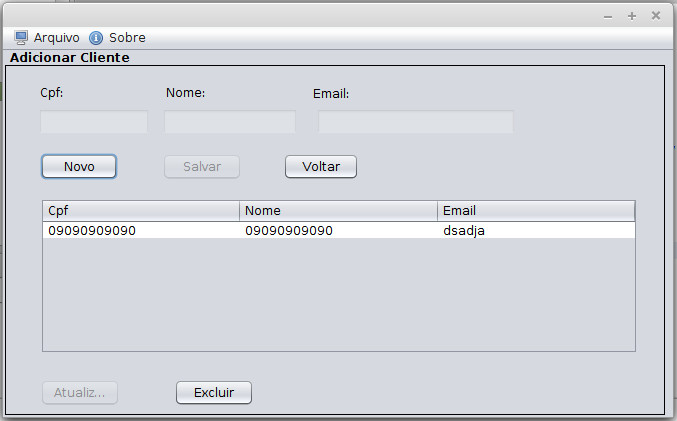 Arquivo Sobre
Adicionar Cliente
Cpf: Nome: Email:
Novo Salvar Voltar
Cpf Nome Email
09090909090 09090909090 dsadja
Atualiz... Excluir